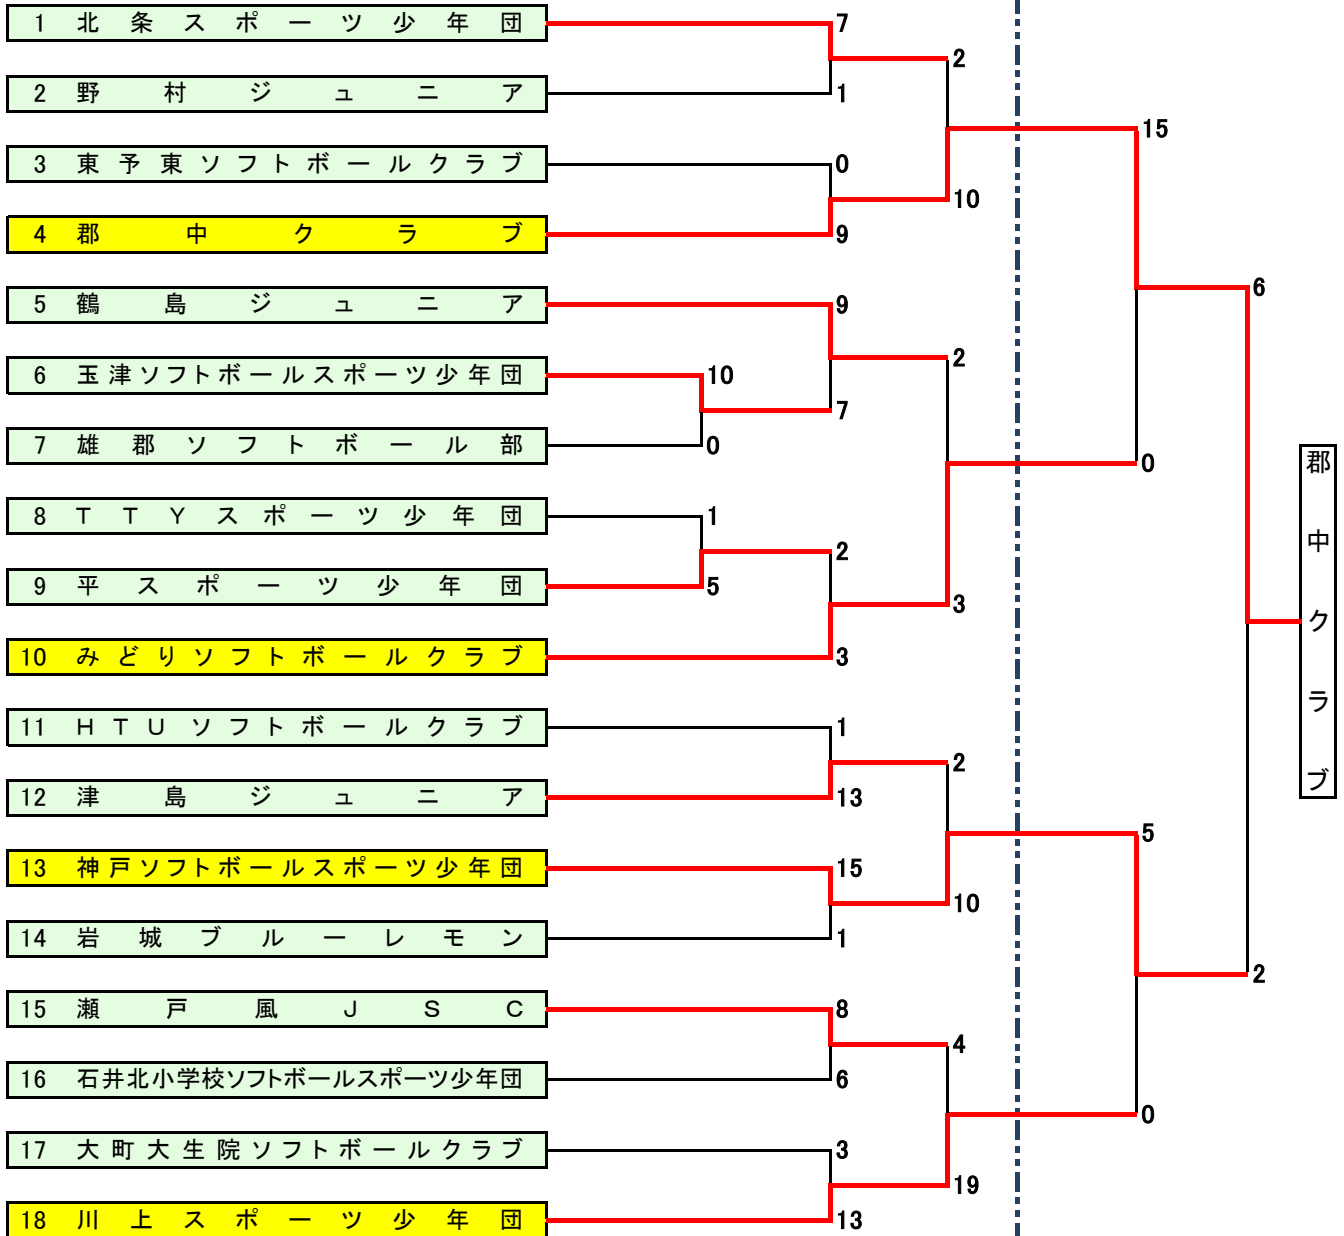 1 北条スポーツ少年団 7
2
2 野村ジュニア 1
15
3 東予東ソフトボールクラブ 0
10
4 郡中クラブ 9
6
5 鶴島ジュニア 9
2
6 玉津ソフトボールスポーツ少年団 10
7
7 雄郡ソフトボール部 0
0
8 TTYスポーツ少年団 1
2
9 平スポーツ少年団 5
3
10 みどりソフトボールクラブ 3
郡中クラブ
11 HTUソフトボールクラブ 1
2
12 津島ジュニア 13
5
13 神戸ソフトボールスポーツ少年団 15
10
14 岩城ブルーレモン 1
2
15 瀬戸風JSC 8
4
16 石井北小学校ソフトボールスポーツ少年団 6
0
17 大町大生院ソフトボールクラブ 3
19
18 川上スポーツ少年団 13